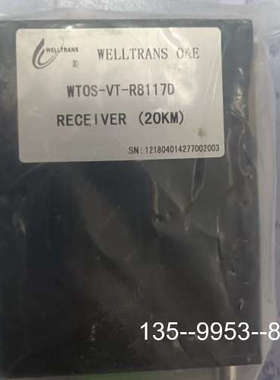 WELLTRANS
WELLTRANS O&E
WTOS-VT-R8117D
RECEIVER (20KM)
SN:121804014277002003
135--9953--8